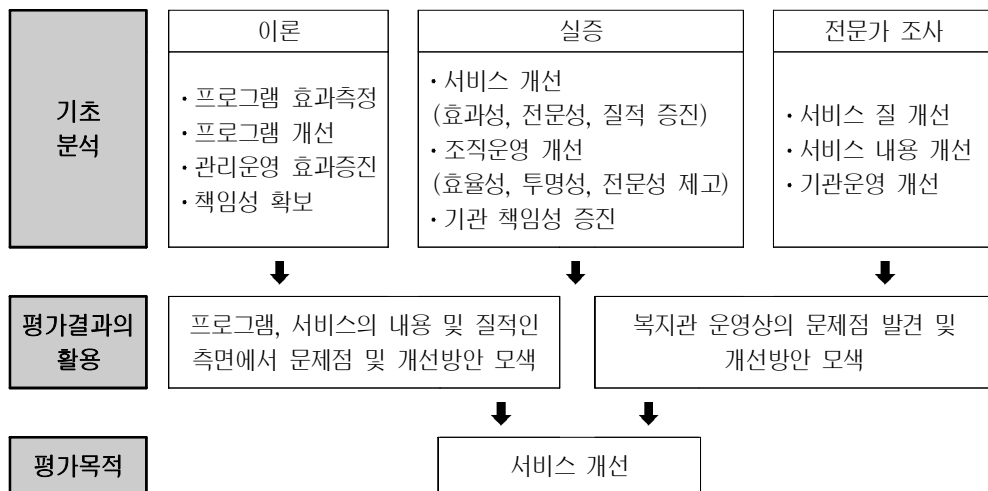 기초
분석
이론
· 프로그램 효과측정
· 프로그램 개선
· 관리운영 효과증진
· 책임성 확보
실증
· 서비스 개선
(효과성, 전문성, 질적 증진)
· 조직운영 개선
(효율성, 투명성, 전문성 제고)
· 기관 책임성 증진
전문가 조사
· 서비스 질 개선
· 서비스 내용 개선
· 기관운영 개선
평가결과의
활용
프로그램, 서비스의 내용 및 질적인
측면에서 문제점 및 개선방안 모색
복지관 운영상의 문제점 발견 및
개선방안 모색
평가목적
서비스 개선